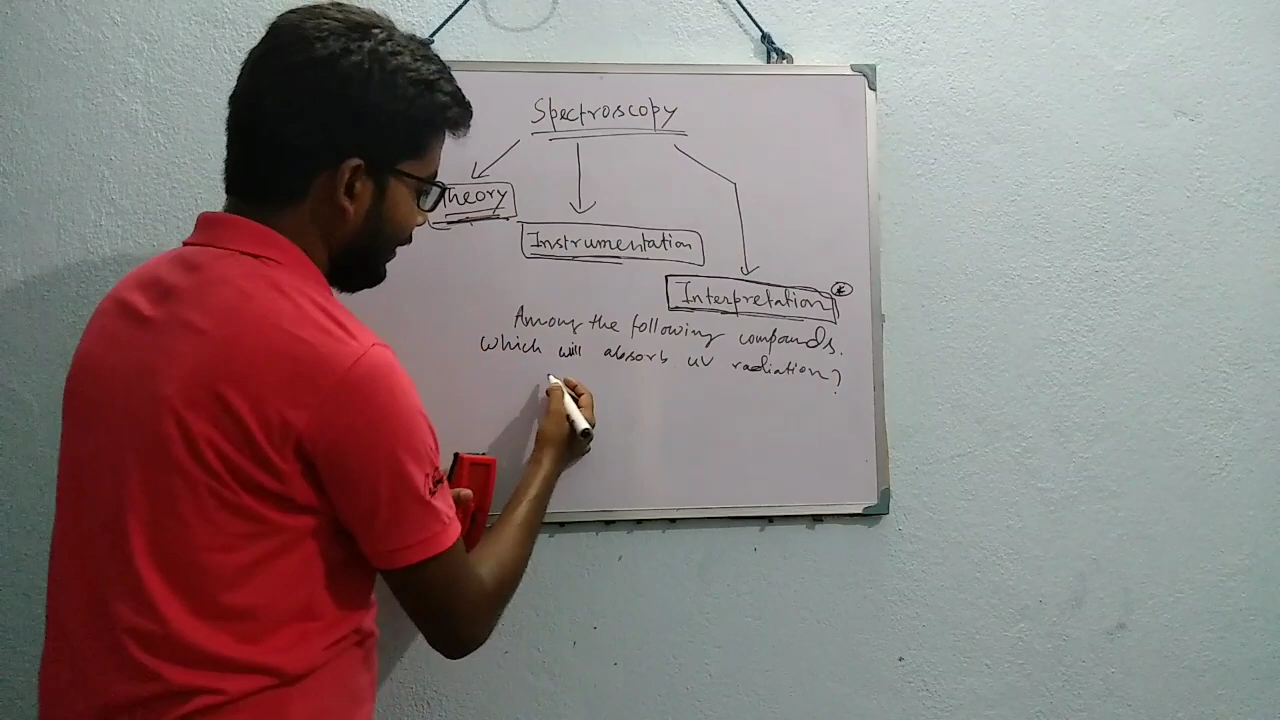 Spectroscopy
Theory
Instrumentation
Interpretation
Among the following compounds.
which will absorb UV radiation?